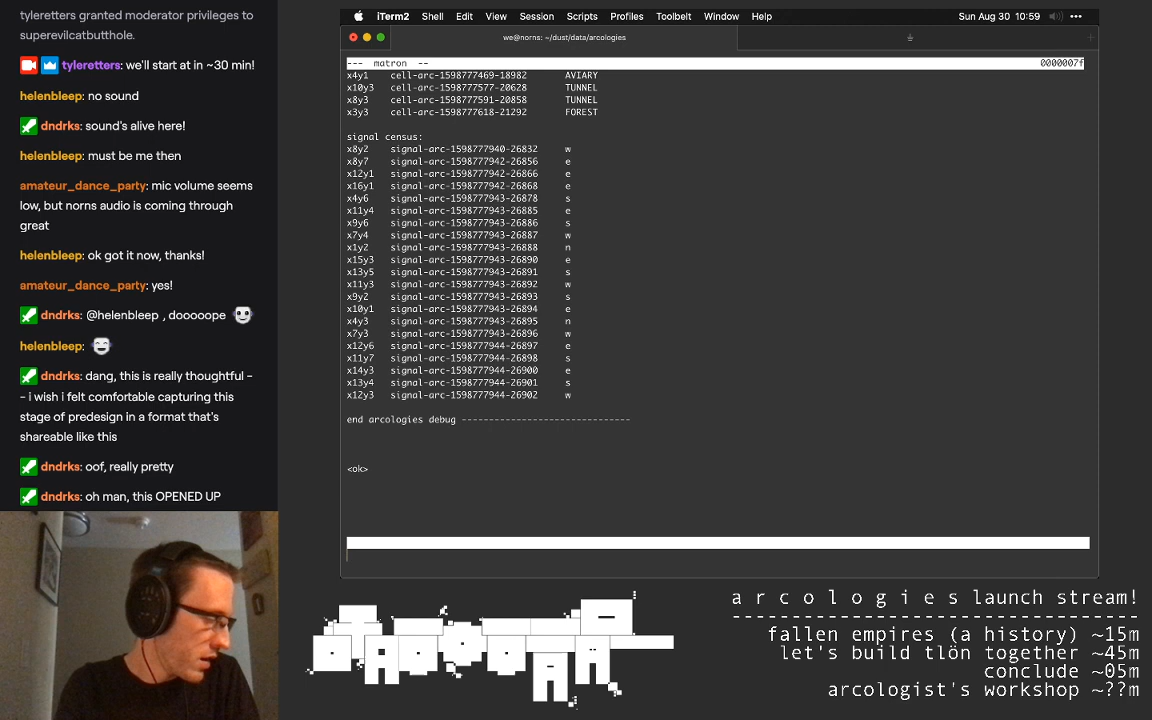 tyleretters granted moderator privileges to
superevilcatbutthole.
tyleretters: we'll start at in ~30 min!
helenbleep: no sound
dndrks: sound's alive here!
helenbleep: must be me then
amateur_dance_party: mic volume seems
low, but norns audio is coming through
great
helenbleep: ok got it now, thanks!
amateur_dance_party: yes!
dndrks: @helenbleep , dooooope
helenbleep:
dndrks: dang, this is really thoughtful -
- i wish i felt comfortable capturing this
stage of predesign in a format that's
shareable like this
dndrks: oof, really pretty
dndrks: oh man, this OPENED UP
iTerm2 Shell Edit View Session Scripts Profiles Toolbelt Window Help Sun Aug 30 10:59
we@norns: ~/dust/data/arcologies
--- matron -- 0000007f
x4y1 cell-arc-1598777469-18982 AVIARY
x10y3 cell-arc-1598777577-20628 TUNNEL
x8y3 cell-arc-1598777591-20858 TUNNEL
x3y3 cell-arc-1598777618-21292 FOREST
signal census:
x8y2 signal-arc-1598777940-26832 w
x8y7 signal-arc-1598777942-26856 e
x12y1 signal-arc-1598777942-26866 e
x16y1 signal-arc-1598777942-26868 e
x4y6 signal-arc-1598777943-26878 s
x11y4 signal-arc-1598777943-26885 e
x9y6 signal-arc-1598777943-26886 s
x7y4 signal-arc-1598777943-26887 w
x1y2 signal-arc-1598777943-26888 n
x15y3 signal-arc-1598777943-26890 e
x13y5 signal-arc-1598777943-26891 s
x11y3 signal-arc-1598777943-26892 w
x9y2 signal-arc-1598777943-26893 s
x10y1 signal-arc-1598777943-26894 e
x4y3 signal-arc-1598777943-26895 n
x7y3 signal-arc-1598777943-26896 w
x12y6 signal-arc-1598777944-26897 e
x11y7 signal-arc-1598777944-26898 s
x14y3 signal-arc-1598777944-26900 e
x13y4 signal-arc-1598777944-26901 s
x12y3 signal-arc-1598777944-26902 w
end arcologies debug ------------------------------
<ok>
arcologies launch stream!
---------------------------------
fallen empires (a history) ~15m
let's build tlön together ~45m
conclude ~05m
arcologist's workshop ~??m